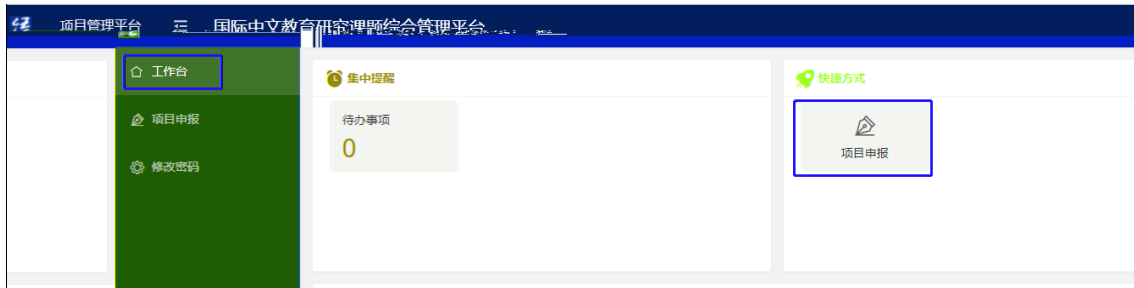 项目管理平台 国际中文教育研究课题综合管理平台
工作台
项目申报
修改密码
集中提醒
待办事项
0
快捷方式
项目申报